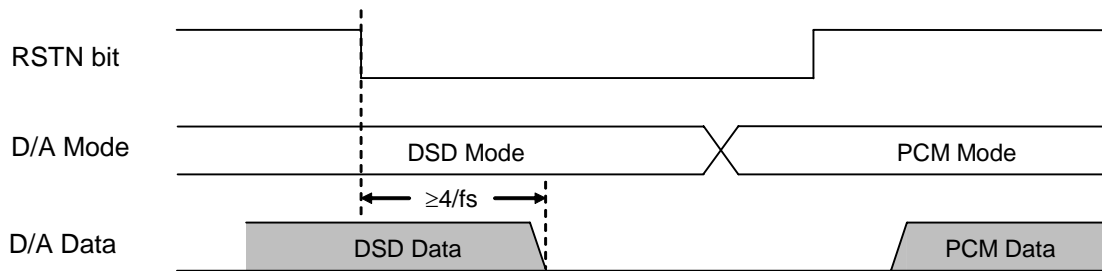 RSTN bit
D/A Mode
DSD Mode
PCM Mode
≥4/fs
D/A Data
DSD Data
PCM Data